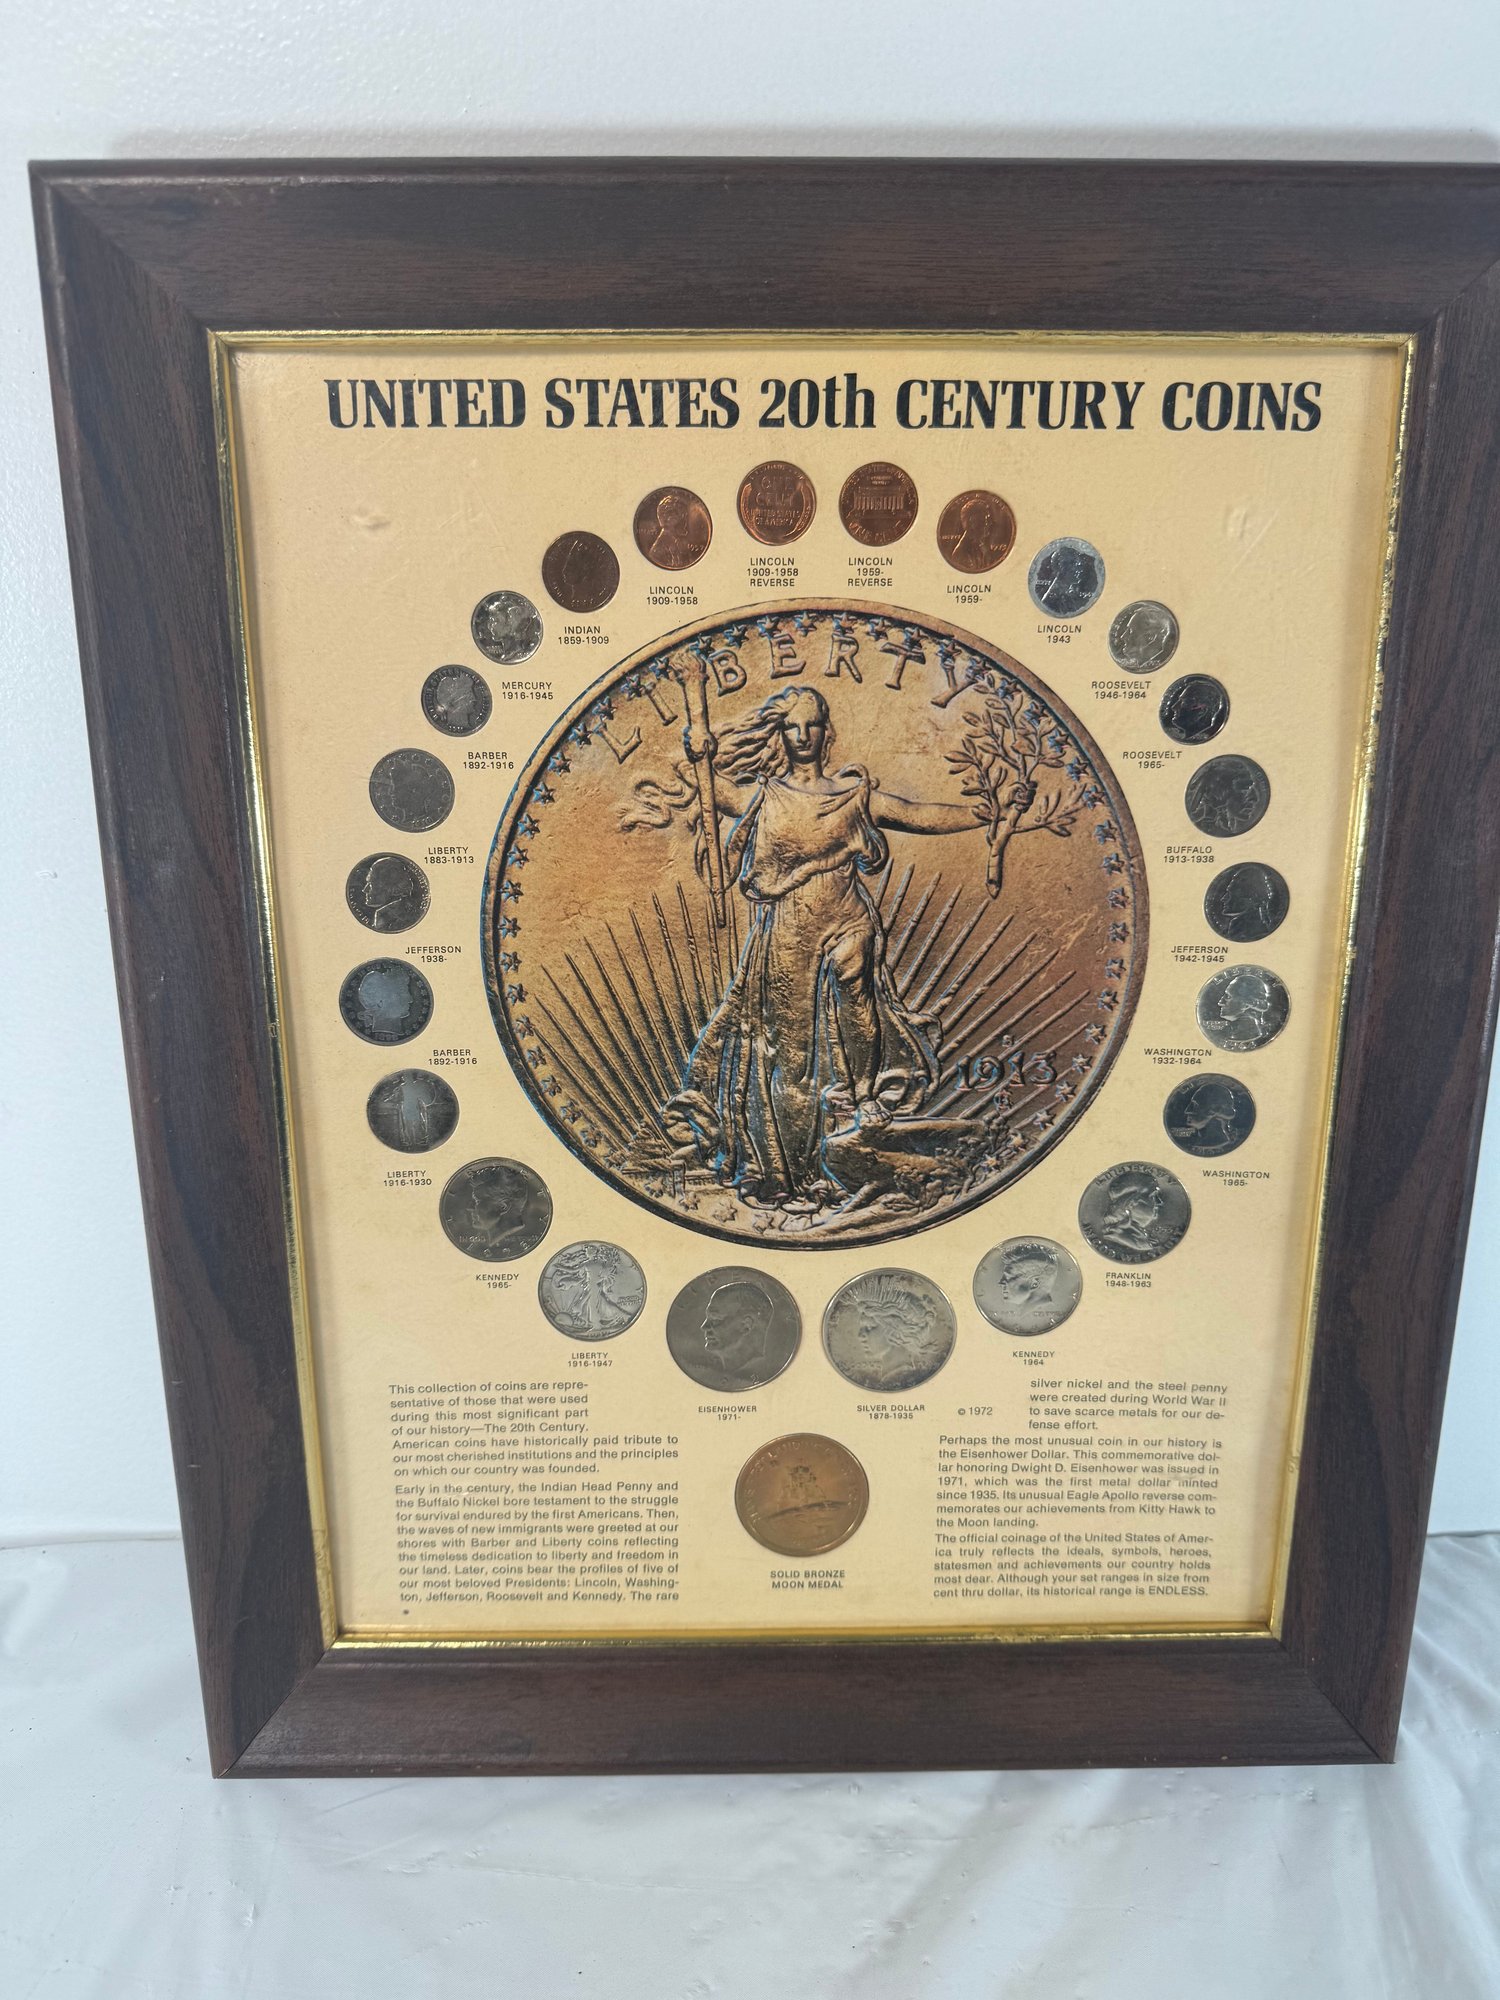 UNITED STATES 20th CENTURY COINS
LINCOLN
1909-1958
REVERSE
LINCOLN
1959-
REVERSE
LINCOLN
1909-1958
LINCOLN
1959-
INDIAN
1859-1909
LINCOLN
1943
MERCURY
1916-1945
ROOSEVELT
1946-1964
BARBER
1892-1916
ROOSEVELT
1965-
LIBERTY
1883-1913
BUFFALO
1913-1938
JEFFERSON
1938-
JEFFERSON
1942-1945
BARBER
1892-1916
WASHINGTON
1932-1964
LIBERTY
1916-1930
WASHINGTON
1965-
LIBERTY
S
1913
KENNEDY
1965-
FRANKLIN
1948-1963
LIBERTY
1916-1947
KENNEDY
1964
EISENHOWER
1971-
SILVER DOLLAR
1878-1935
© 1972
This collection of coins are repre-
sentative of those that were used
during this most significant part
of our history—The 20th Century.
American coins have historically paid tribute to
our most cherished institutions and the principles
on which our country was founded.
Early in the century, the Indian Head Penny and
the Buffalo Nickel bore testament to the struggle
for survival endured by the first Americans. Then,
the waves of new immigrants were greeted at our
shores with Barber and Liberty coins reflecting
the timeless dedication to liberty and freedom in
our land. Later, coins bear the profiles of five of
our most beloved Presidents: Lincoln, Washing-
ton, Jefferson, Roosevelt and Kennedy. The rare
silver nickel and the steel penny
were created during World War II
to save scarce metals for our de-
fense effort.
Perhaps the most unusual coin in our history is
the Eisenhower Dollar. This commemorative dol-
lar honoring Dwight D. Eisenhower was issued in
1971, which was the first metal dollar minted
since 1935. Its unusual Eagle Apollo reverse com-
memorates our achievements from Kitty Hawk to
the Moon landing.
The official coinage of the United States of Amer-
ica truly reflects the ideals, symbols, heroes,
statesmen and achievements our country holds
most dear. Although your set ranges in size from
cent thru dollar, its historical range is ENDLESS.
SOLID BRONZE
MOON MEDAL